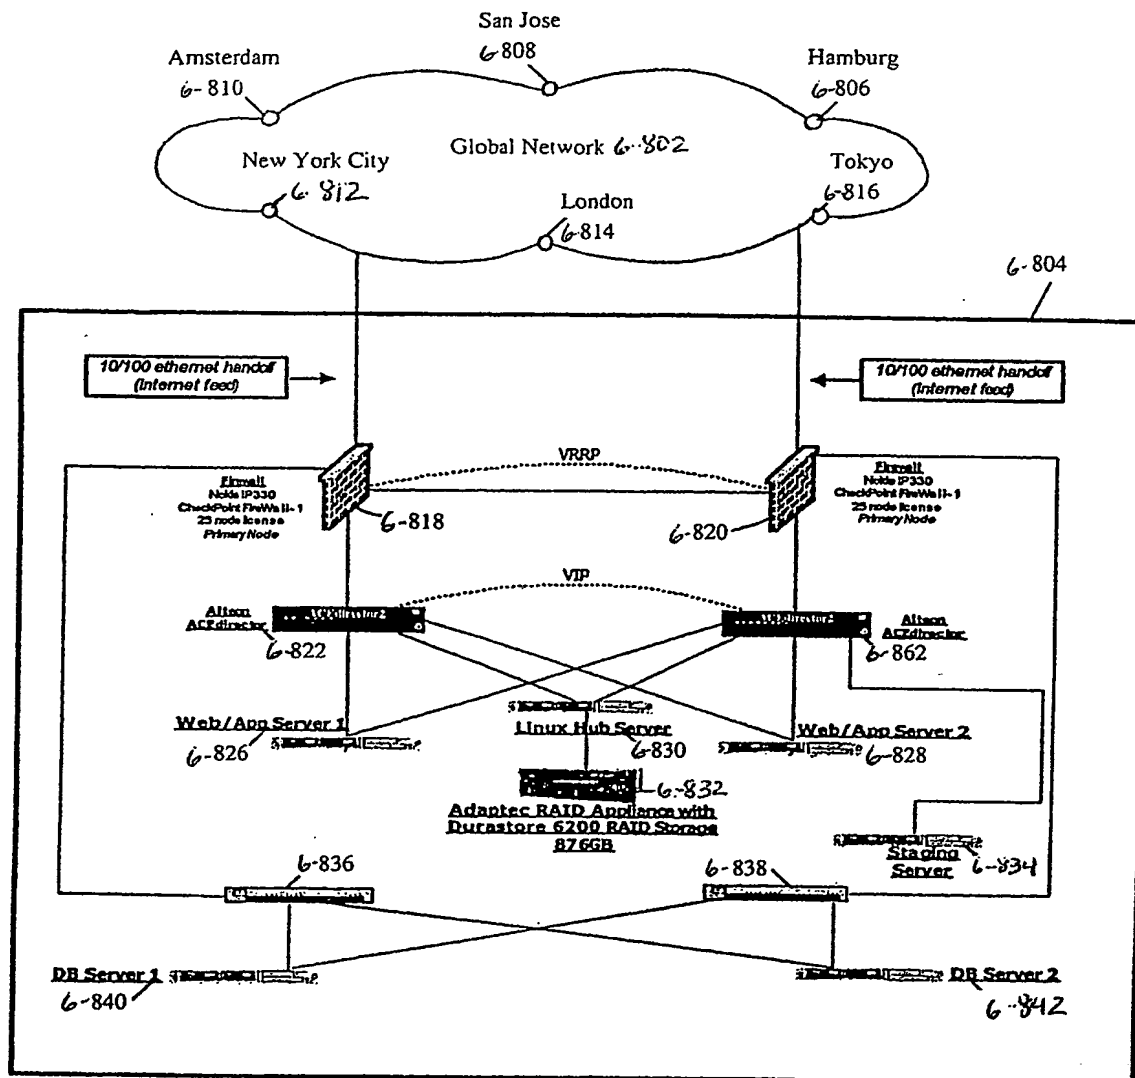 San Jose
6-808
Amsterdam
6-810
Hamburg
6-806
Global Network 6-802
New York City
6-812
Tokyo
6-816
London
6-814
6-804
10/100 ethernet handoff
(Internet feed)
10/100 ethernet handoff
(Internet feed)
VRRP
Firewall
Nokia IP330
CheckPoint FireWall-1
25 node license
Primary Node
6-818
Firewall
Nokia IP330
CheckPoint FireWall-1
25 node license
Primary Node
6-820
VIP
Alteon
ACEdirector
6-822
ACEdirector2
ACEdirector2
Alteon
ACEdirector
6-862
Web/App Server 1
6-826
Linux Hub Server
6-830
Web/App Server 2
6-828
6-832
Adaptec RAID Appliance with
Durastore 6200 RAID Storage
876GB
Staging
Server
6-834
6-836
6-838
DB Server 1
6-840
DB Server 2
6-842